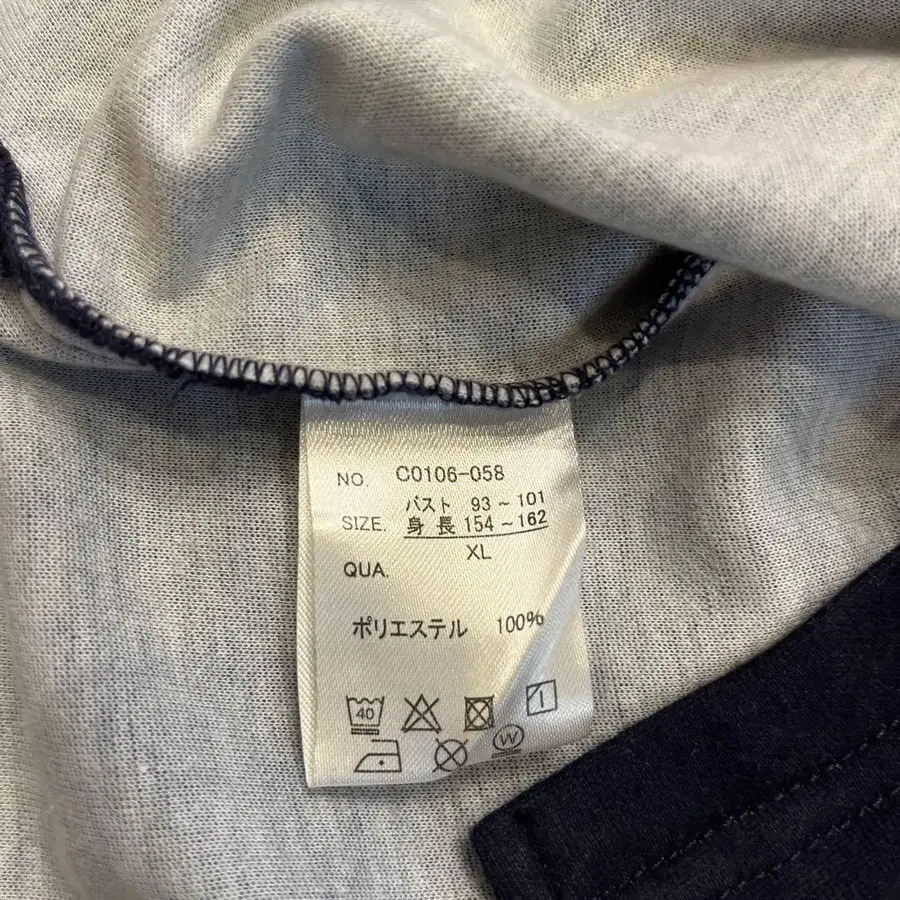 NO. C0106-058
バスト 93～101
SIZE. 身長 154～162
XL
QUA.
ポリエステル 100%
40
W